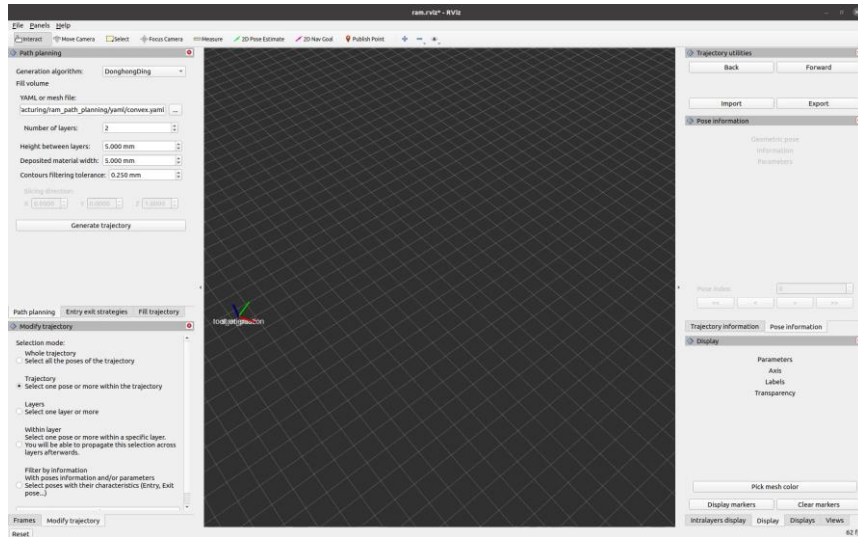 ram.rviz* - RViz
File Panels Help
Interact Move Camera Select Focus Camera Measure 2D Pose Estimate 2D Nav Goal Publish Point
Path planning
Generation algorithm: DonghongDing
Fill volume
YAML or mesh file:
acturing/ram_path_planning/yaml/convex.yaml ...
Number of layers: 2
Height between layers: 5.000 mm
Deposited material width: 5.000 mm
Contours filtering tolerance: 0.250 mm
Slicing direction:
X 0.0000 Y 0.0000 Z 1.0000
Generate trajectory
Path planning Entry exit strategies Fill trajectory
Modify trajectory
Selection mode:
Whole trajectory
Select all the poses of the trajectory
Trajectory
Select one pose or more within the trajectory
Layers
Select one layer or more
Within layer
Select one pose or more within a specific layer.
You will be able to propagate this selection across
layers afterwards.
Filter by information
With poses information and/or parameters
Select poses with their characteristics (Entry, Exit
pose...)
Frames Modify trajectory
Reset
Trajectory utilities
Back Forward
Import Export
Pose information
Geometric pose
Information
Parameters
Pose index: 0
<< < > >>
Trajectory information Pose information
Display
Parameters
Axis
Labels
Transparency
Pick mesh color
Display markers Clear markers
Intralayers display Display Displays Views